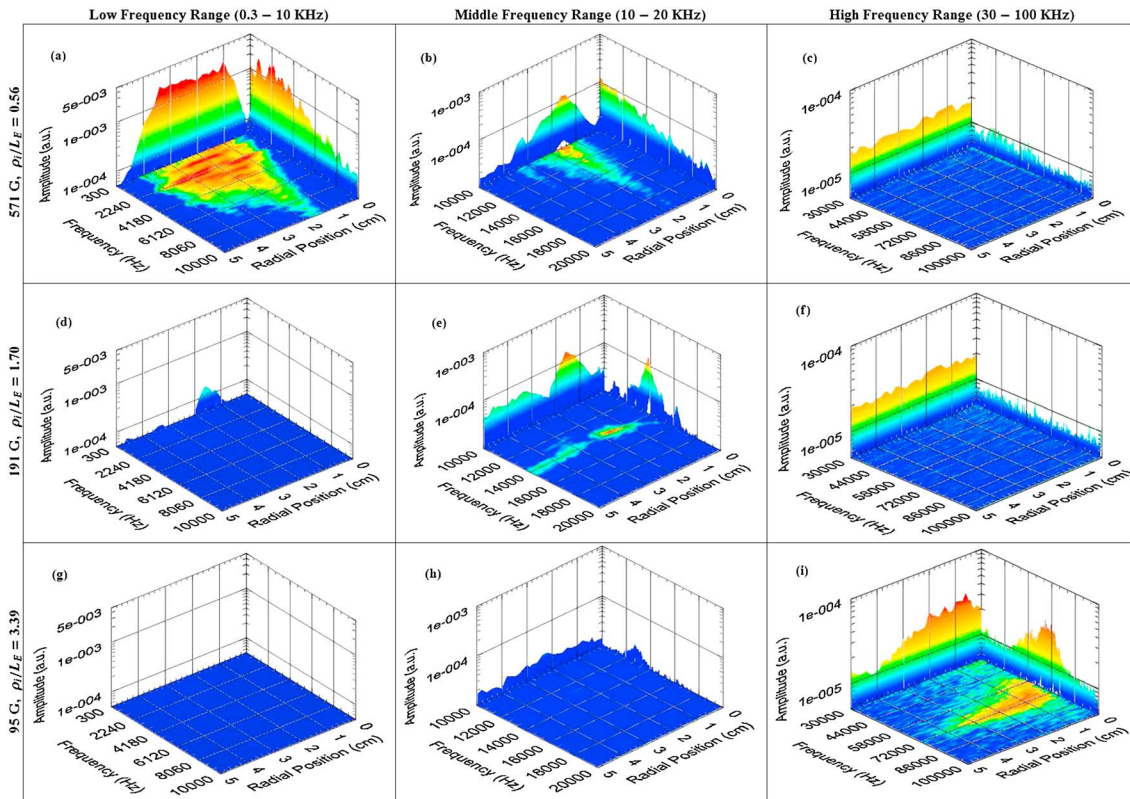 Low Frequency Range (0.3 – 10 KHz)
Middle Frequency Range (10 – 20 KHz)
High Frequency Range (30 – 100 KHz)
571 G, ρi/LE = 0.56
(a)
5e-003
1e-003
1e-004
Amplitude (a.u.)
300
2240
4180
6120
8060
10000
Frequency (Hz)
5
4
3
2
1
0
Radial Position (cm)
(b)
1e-003
1e-004
Amplitude (a.u.)
10000
12000
14000
16000
18000
20000
Frequency (Hz)
5
4
3
2
1
0
Radial Position (cm)
(c)
1e-004
1e-005
Amplitude (a.u.)
30000
44000
58000
72000
86000
100000
Frequency (Hz)
5
4
3
2
1
0
Radial Position (cm)
191 G, ρi/LE = 1.70
(d)
5e-003
1e-003
1e-004
Amplitude (a.u.)
300
2240
4180
6120
8060
10000
Frequency (Hz)
5
4
3
2
1
0
Radial Position (cm)
(e)
1e-003
1e-004
Amplitude (a.u.)
10000
12000
14000
16000
18000
20000
Frequency (Hz)
5
4
3
2
1
0
Radial Position (cm)
(f)
1e-004
1e-005
Amplitude (a.u.)
30000
44000
58000
72000
86000
100000
Frequency (Hz)
5
4
3
2
1
0
Radial Position (cm)
95 G, ρi/LE = 3.39
(g)
5e-003
1e-003
1e-004
Amplitude (a.u.)
300
2240
4180
6120
8060
10000
Frequency (Hz)
5
4
3
2
1
0
Radial Position (cm)
(h)
1e-003
1e-004
Amplitude (a.u.)
10000
12000
14000
16000
18000
20000
Frequency (Hz)
5
4
3
2
1
0
Radial Position (cm)
(i)
1e-004
1e-005
Amplitude (a.u.)
30000
44000
58000
72000
86000
100000
Frequency (Hz)
5
4
3
2
1
0
Radial Position (cm)